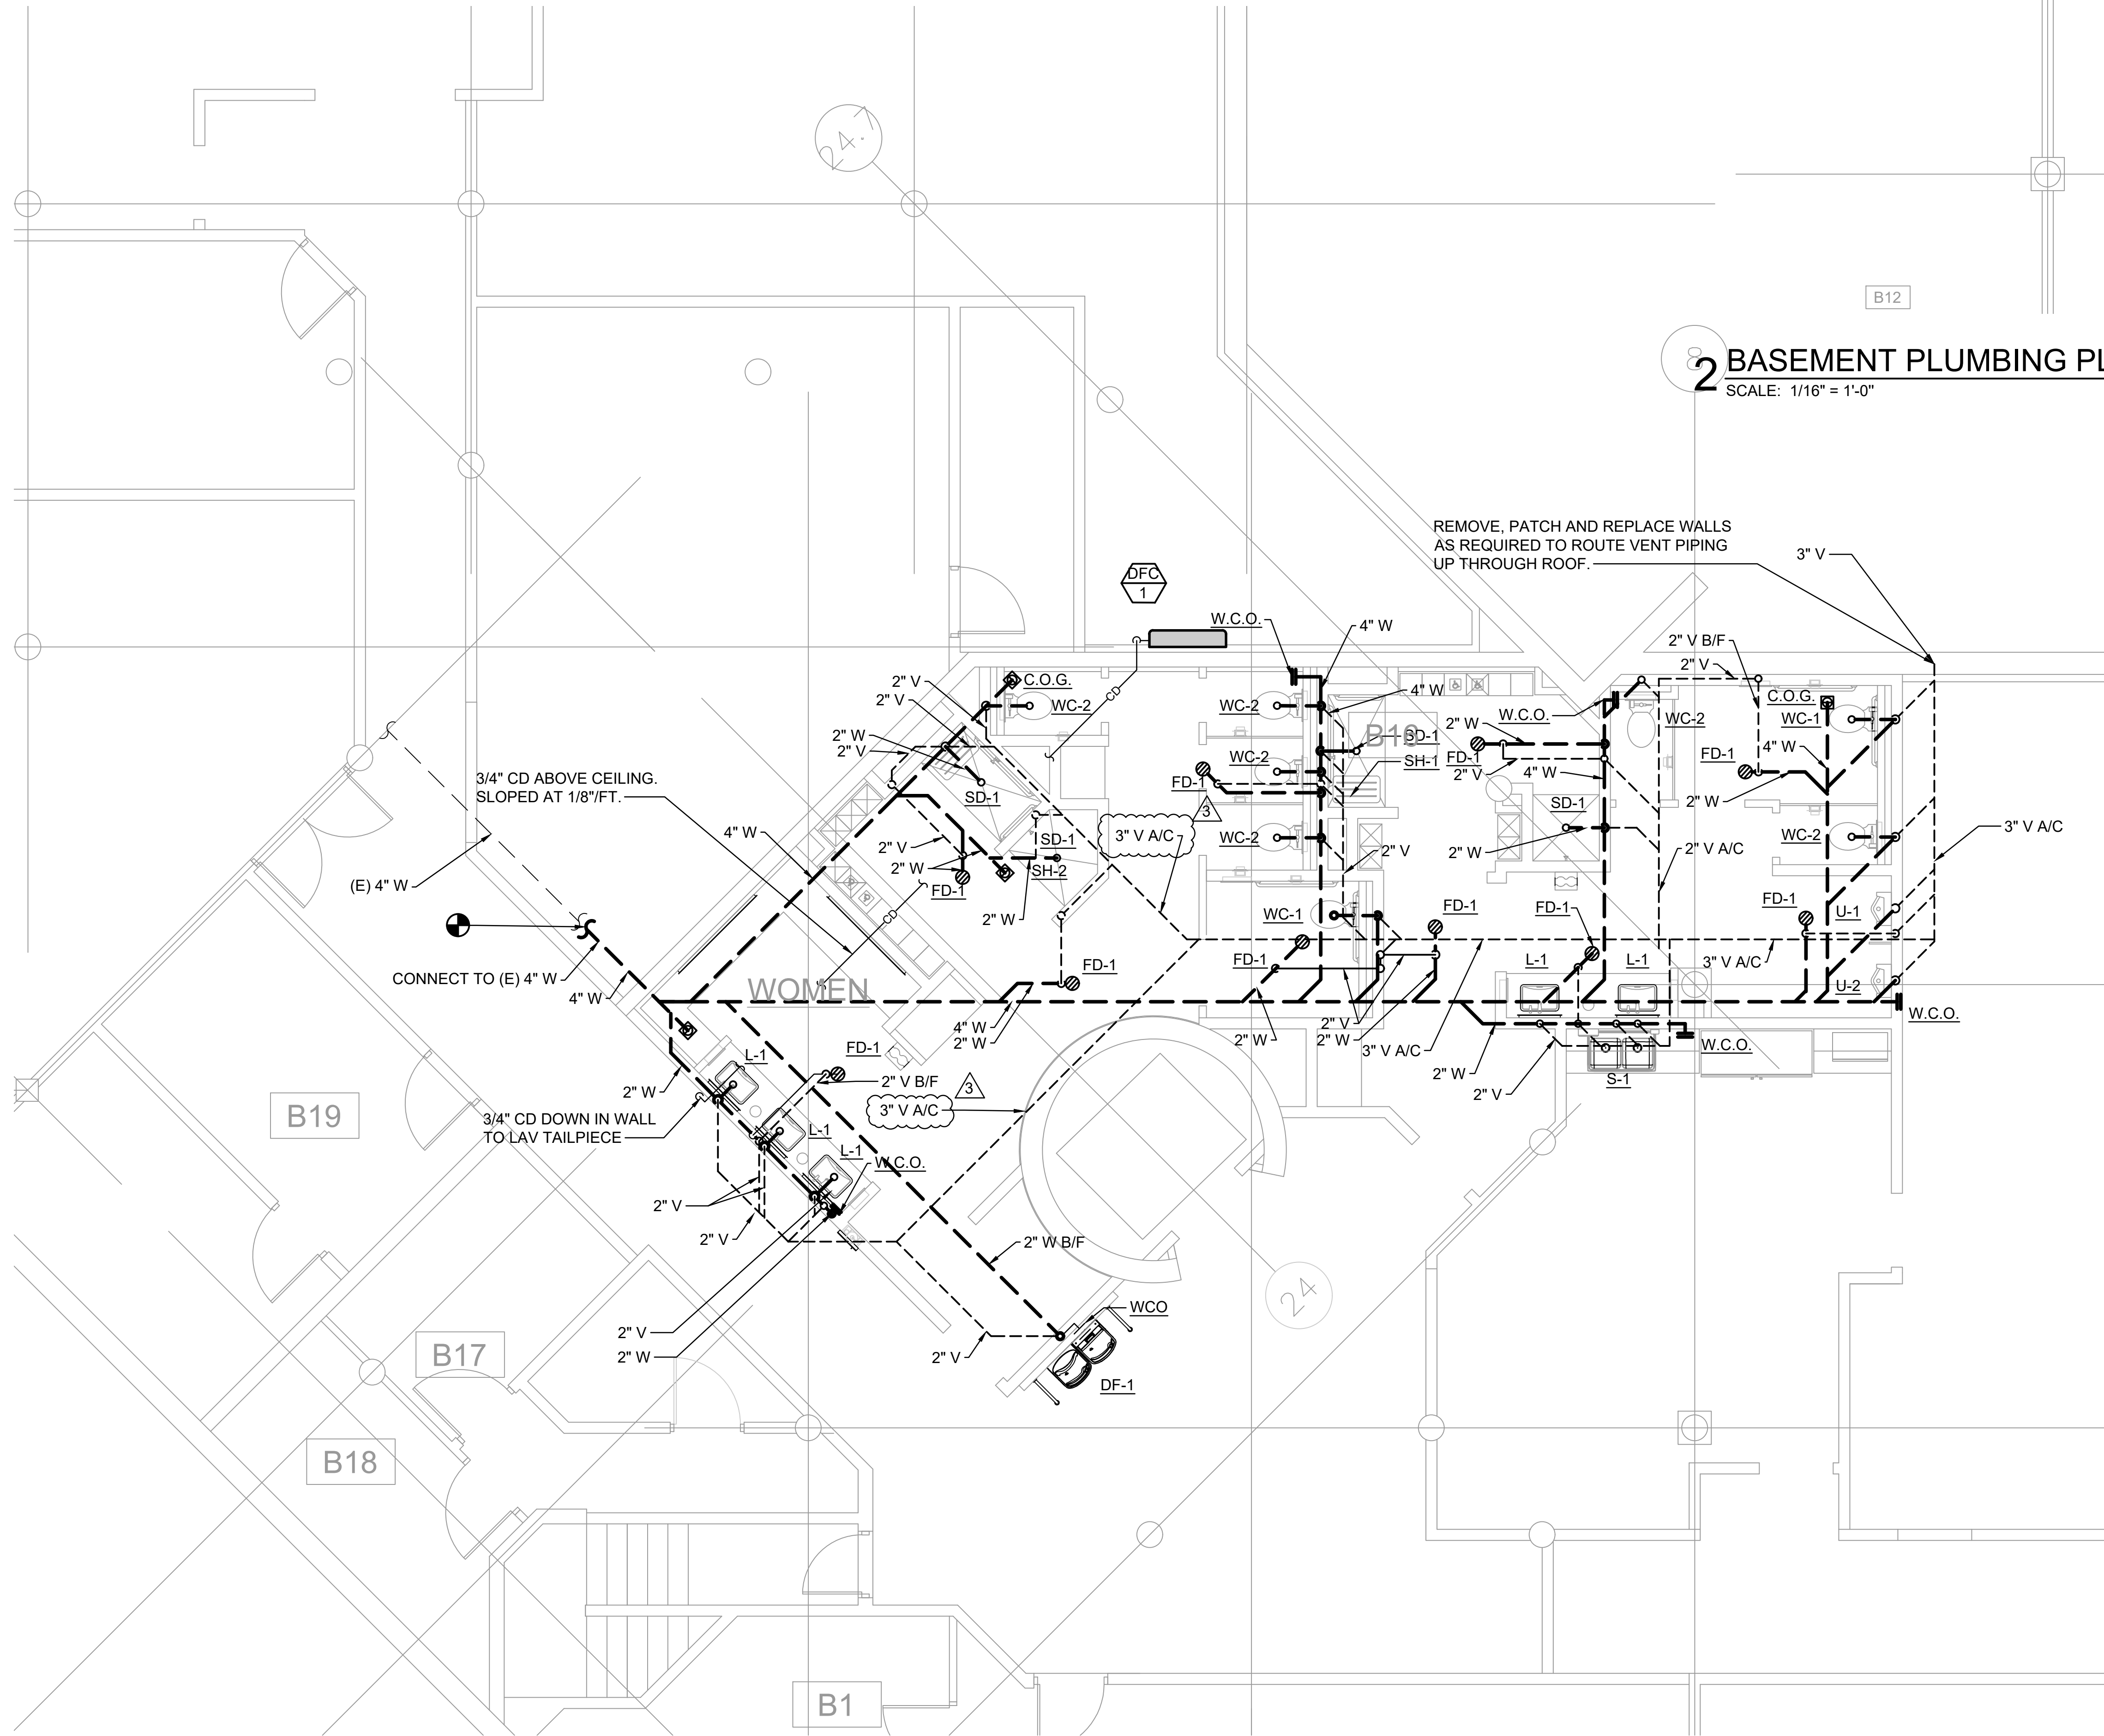 24.7
B12
8
2 BASEMENT PLUMBING PL
SCALE: 1/16" = 1'-0"
REMOVE, PATCH AND REPLACE WALLS
AS REQUIRED TO ROUTE VENT PIPING
UP THROUGH ROOF.
3" V
DFC
1
W.C.O.
4" W
2" V B/F
2" V
2" V
2" V
C.O.G.
WC-2
WC-2
4" W
W.C.O.
WC-2
C.O.G.
WC-1
2" W
2" V
2" W
B16
SD-1
FD-1
2" V
4" W
4" W
FD-1
WC-2
SH-1
FD-1
3/4" CD ABOVE CEILING.
SLOPED AT 1/8"/FT.
SD-1
SD-1
2" W
3
4" W
3" V A/C
SD-1
WC-2
WC-2
3" V A/C
2" V
2" V
2" W
2" V A/C
2" W
FD-1
SH-2
(E) 4" W
2" W
WC-1
FD-1
FD-1
FD-1
U-1
CONNECT TO (E) 4" W
4" W
WOMEN
FD-1
FD-1
L-1
L-1
3" V A/C
U-2
4" W
2" W
2" V
2" W
2" W
3" V A/C
W.C.O.
W.C.O.
FD-1
L-1
2" W
2" W
2" V
S-1
2" V B/F
3
3" V A/C
B19
3/4" CD DOWN IN WALL
TO LAV TAILPIECE
L-1
L-1
W.C.O.
2" V
2" V
2" W B/F
24
WCO
2" V
2" W
2" V
DF-1
B17
B18
B1